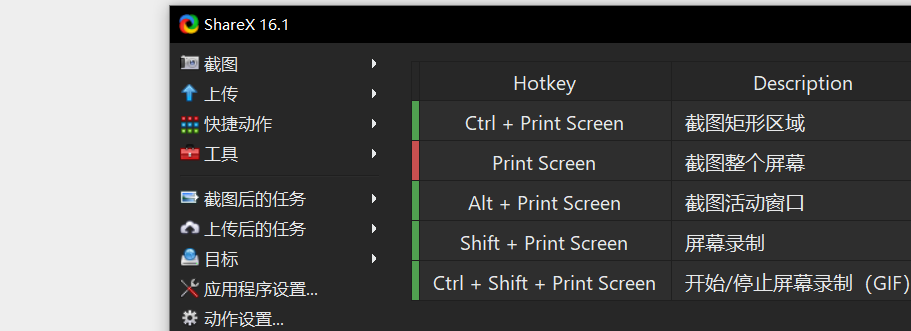 ShareX 16.1
截图
上传
快捷动作
工具
截图后的任务
上传后的任务
目标
应用程序设置...
动作设置...
Hotkey Description
Ctrl + Print Screen 截图矩形区域
Print Screen 截图整个屏幕
Alt + Print Screen 截图活动窗口
Shift + Print Screen 屏幕录制
Ctrl + Shift + Print Screen 开始/停止屏幕录制（GIF）